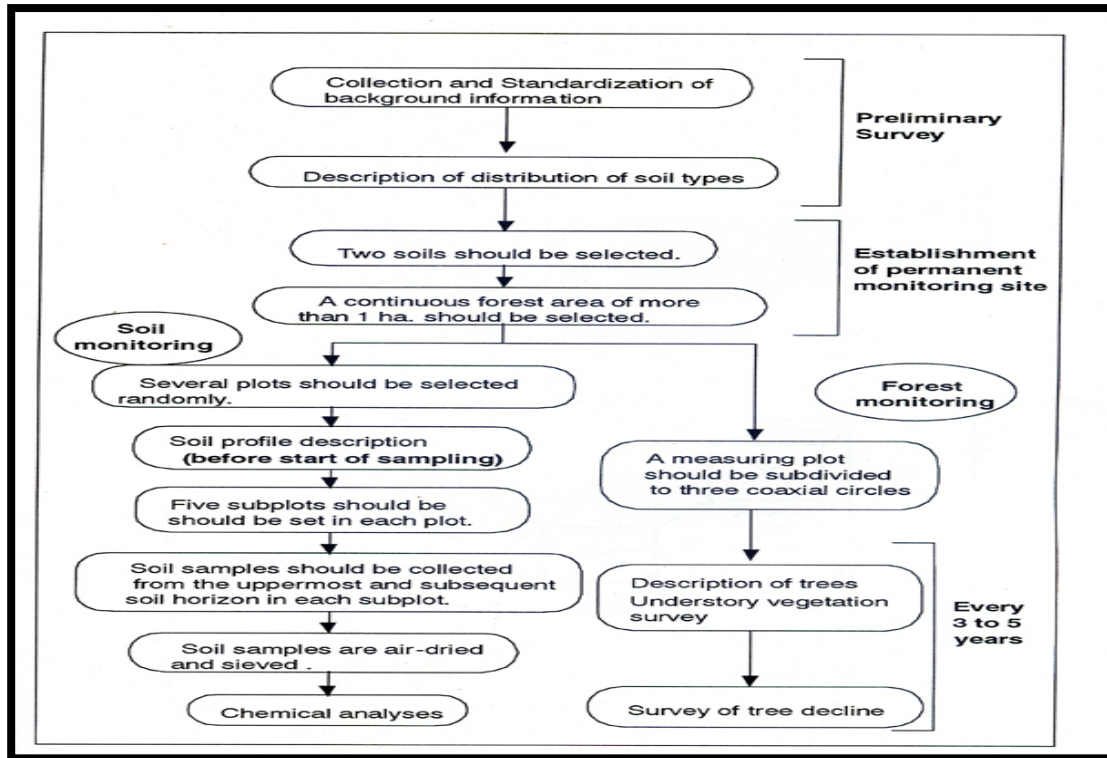 Collection and Standardization of
background information
Preliminary
Survey
Description of distribution of soil types
Two soils should be selected.
Establishment
of permanent
monitoring site
A continuous forest area of more
than 1 ha. should be selected.
Soil
monitoring
Several plots should be selected
randomly.
Soil profile description
(before start of sampling)
Five subplots should be
should be set in each plot.
Soil samples should be collected
from the uppermost and subsequent
soil horizon in each subplot.
Soil samples are air-dried
and sieved .
Chemical analyses
Forest
monitoring
A measuring plot
should be subdivided
to three coaxial circles
Description of trees
Understory vegetation
survey
Every
3 to 5
years
Survey of tree decline